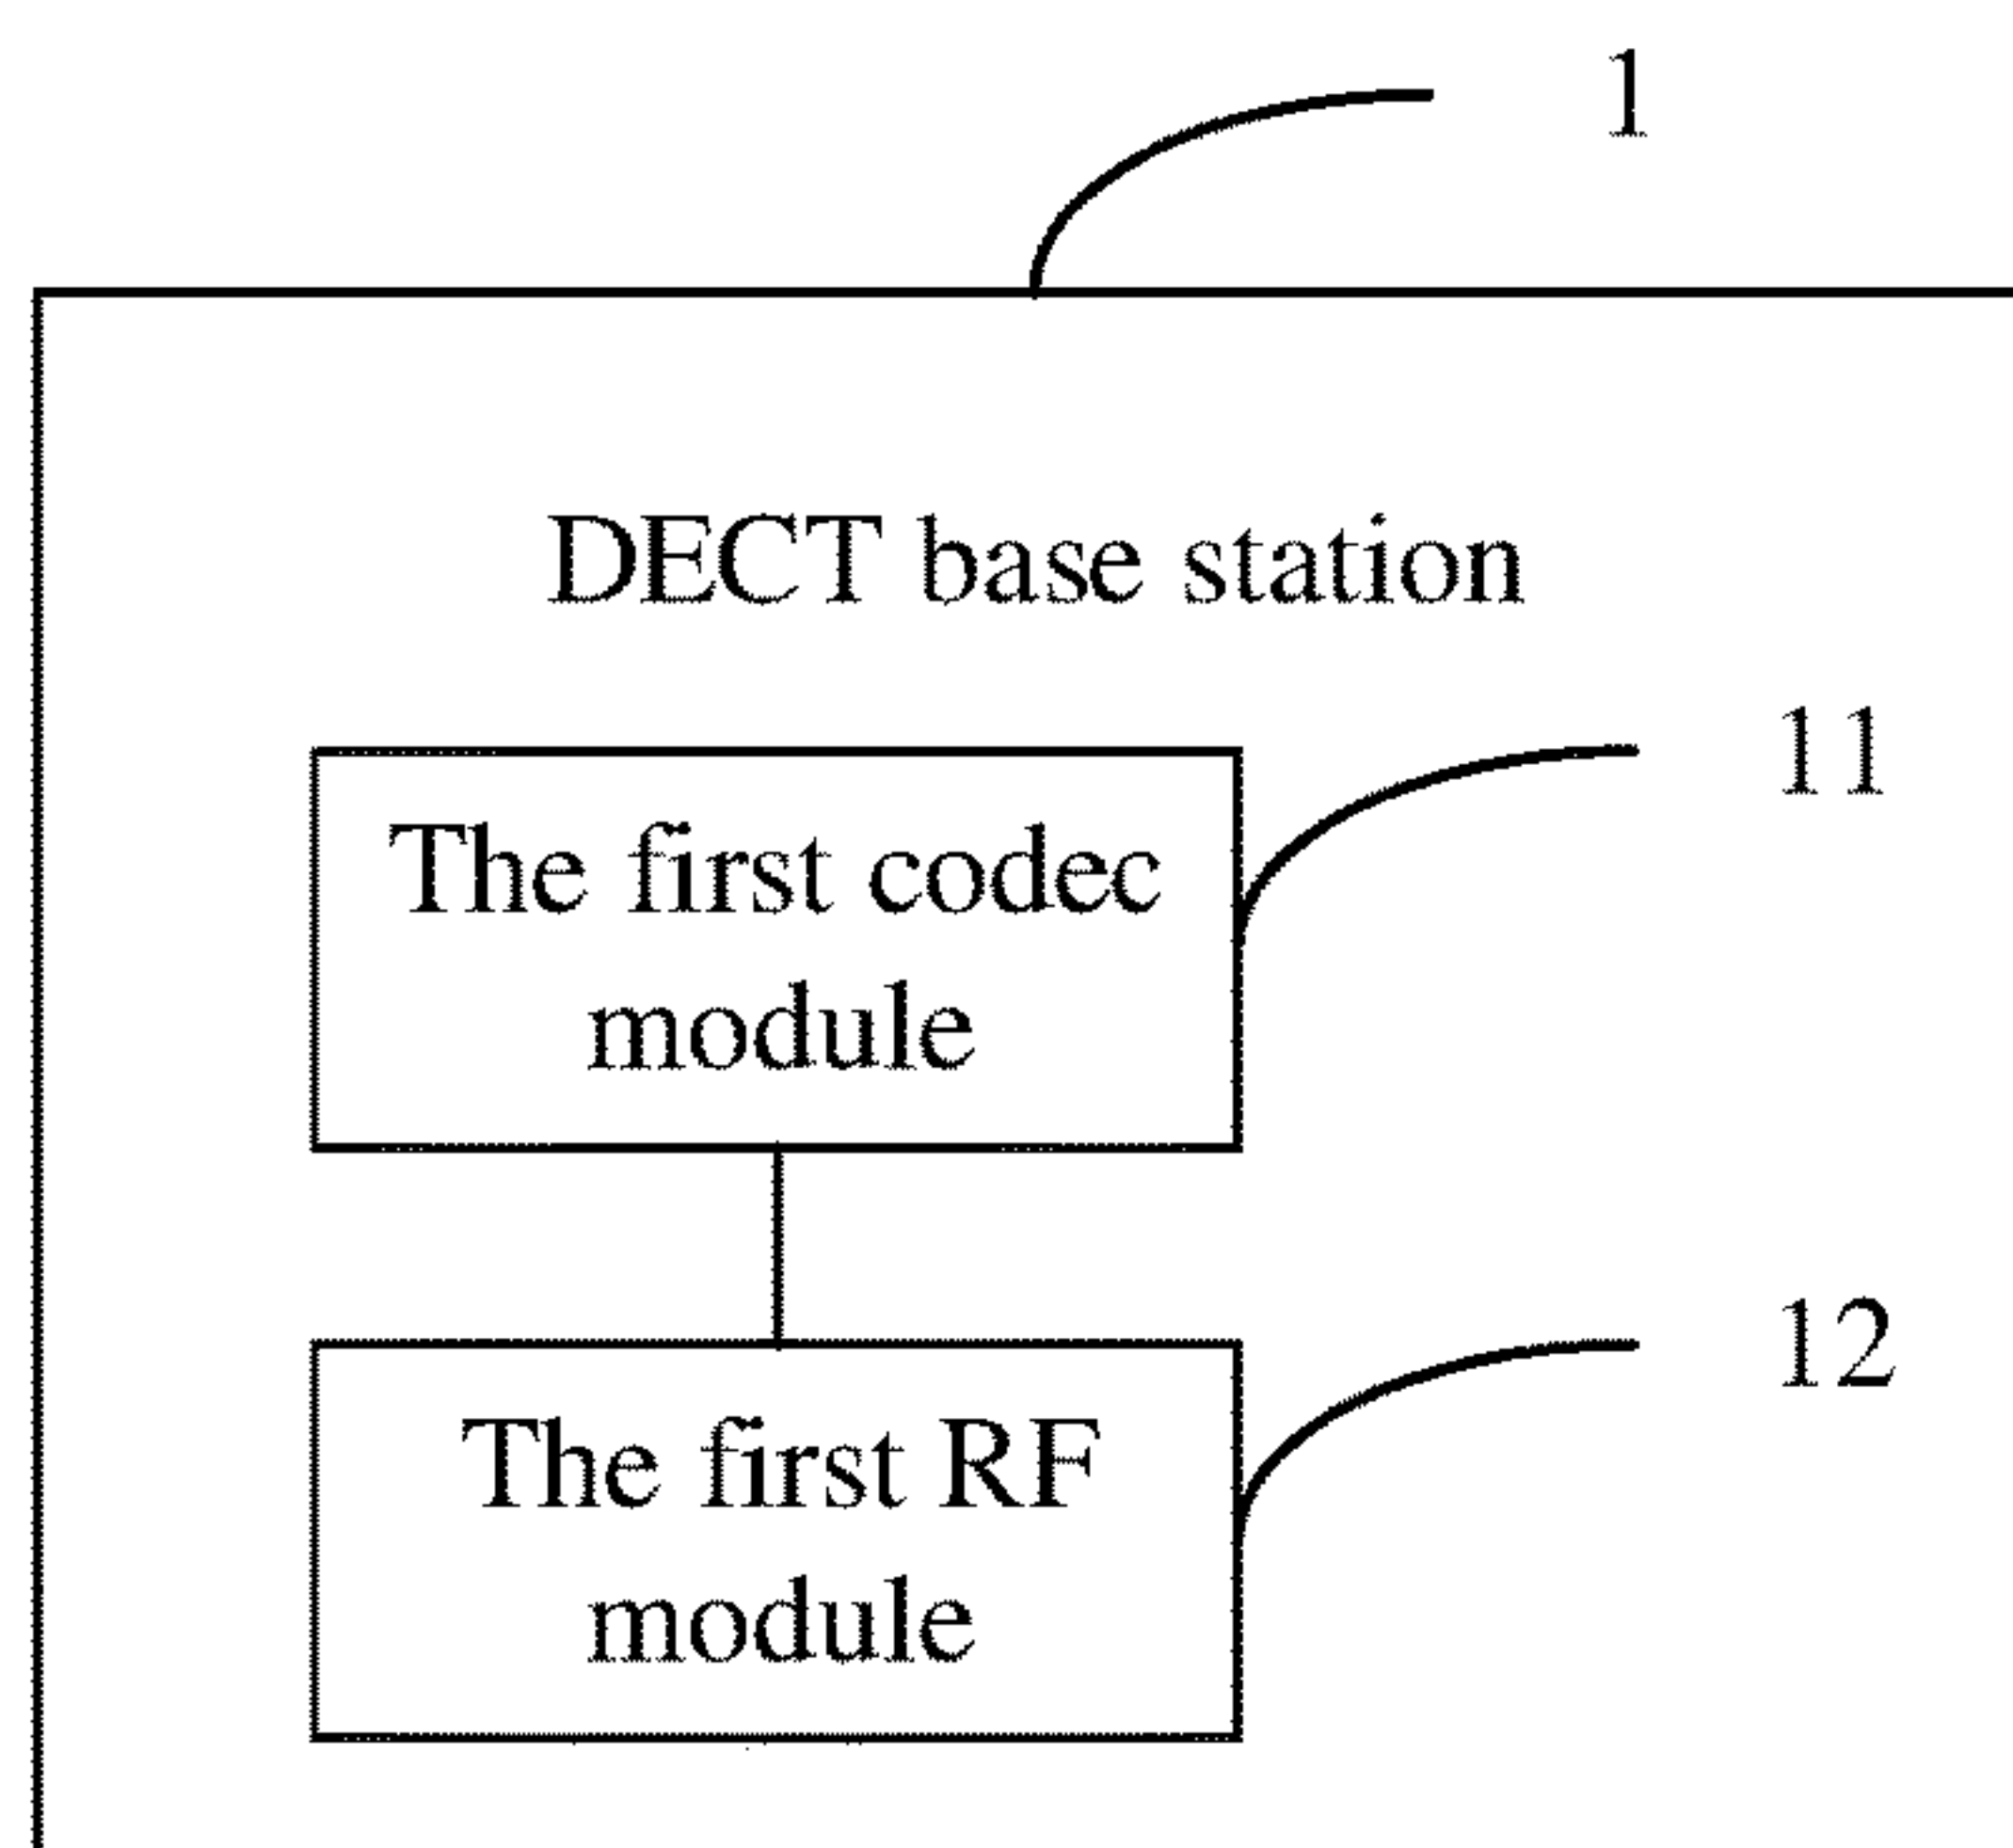 1
DECT base station
11
The first codec
module
12
The first RF
module